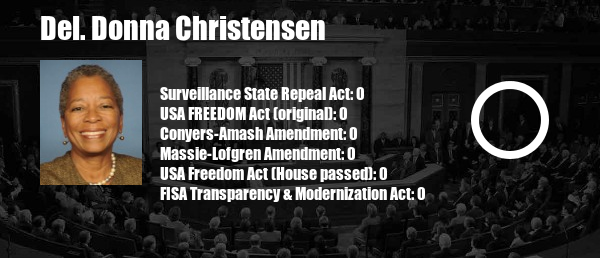 Del. Donna Christensen
Surveillance State Repeal Act: 0
USA FREEDOM Act (original): 0
Conyers-Amash Amendment: 0
Massie-Lofgren Amendment: 0
USA Freedom Act (House passed): 0
FISA Transparency & Modernization Act: 0